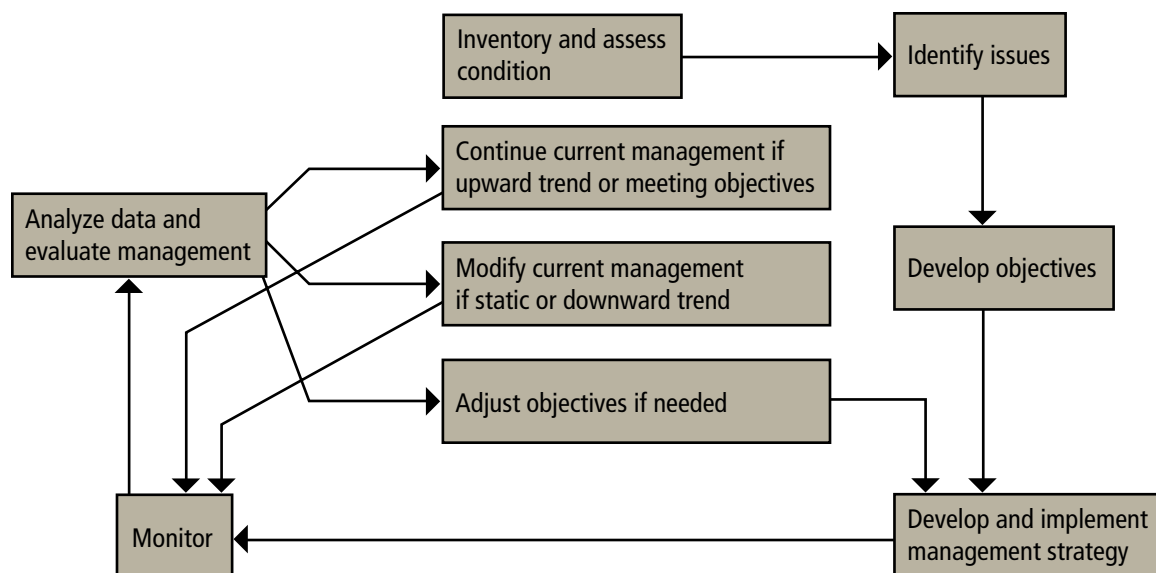 Inventory and assess
condition
Identify issues
Continue current management if
upward trend or meeting objectives
Analyze data and
evaluate management
Modify current management
if static or downward trend
Develop objectives
Adjust objectives if needed
Monitor
Develop and implement
management strategy